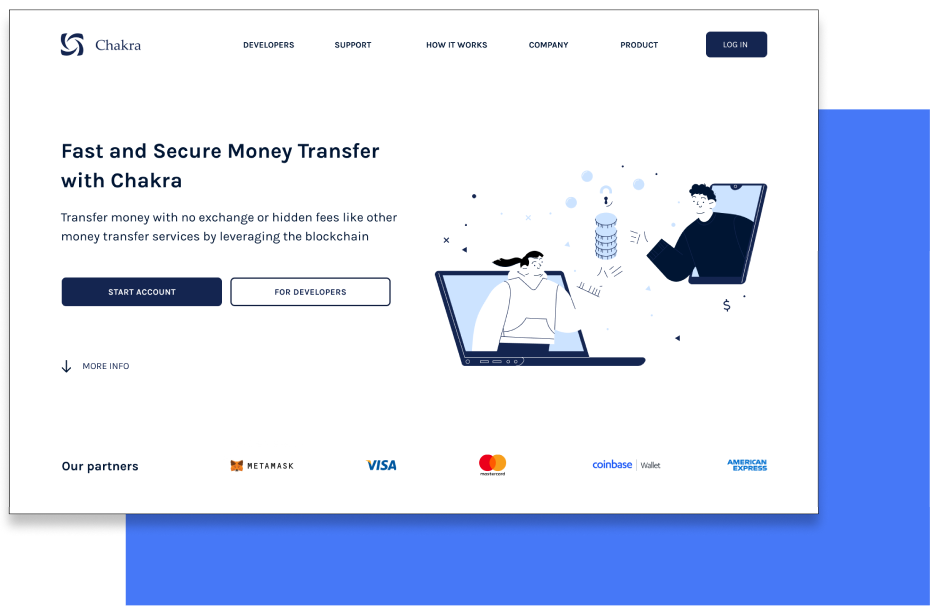 Chakra
DEVELOPERS
SUPPORT
HOW IT WORKS
COMPANY
PRODUCT
LOG IN
Fast and Secure Money Transfer
with Chakra
Transfer money with no exchange or hidden fees like other
money transfer services by leveraging the blockchain
START ACCOUNT
FOR DEVELOPERS
$
MORE INFO
Our partners
METAMASK
VISA
mastercard
coinbase | Wallet
AMERICAN
EXPRESS